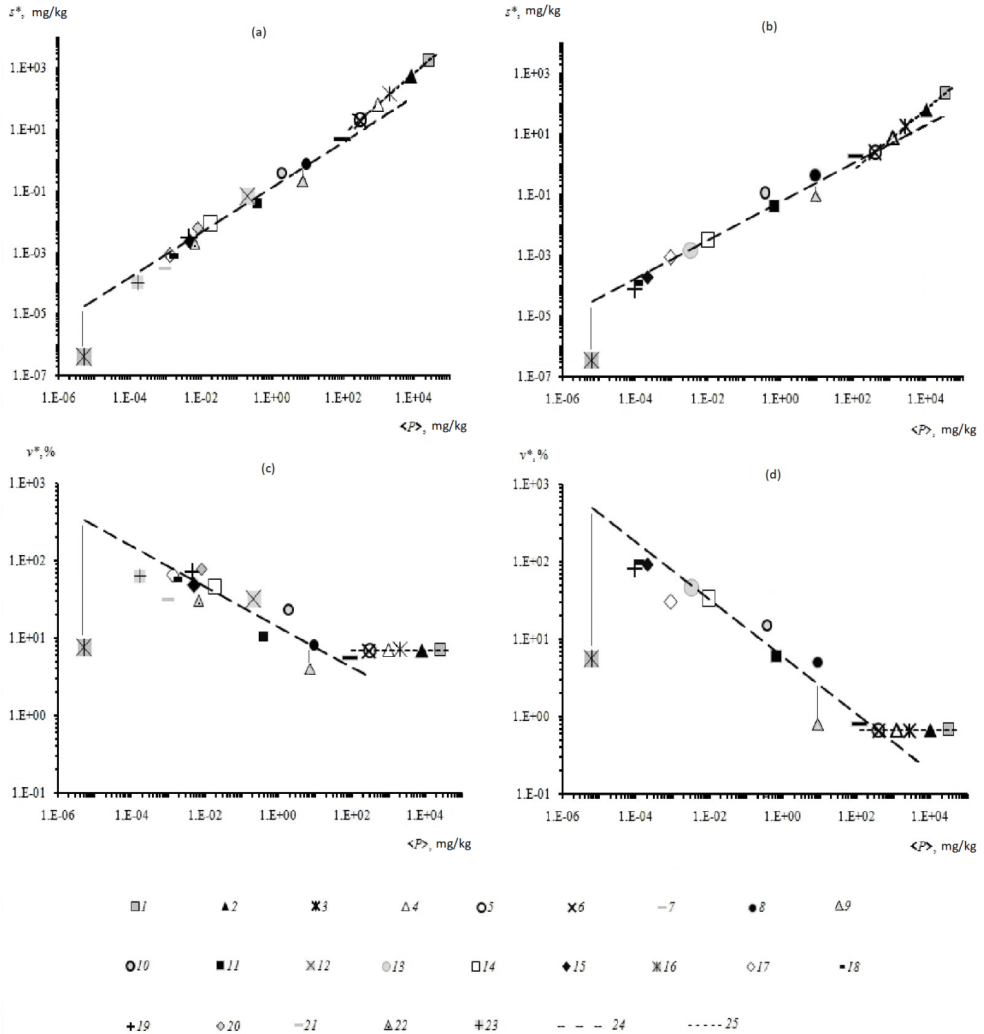 s*, mg/kg
(a)
1.E+03
1.E+01
1.E-01
1.E-03
1.E-05
1.E-07
1.E-06 1.E-04 1.E-02 1.E+00 1.E+02 1.E+04
<P>, mg/kg
s*, mg/kg
(b)
1.E+03
1.E+01
1.E-01
1.E-03
1.E-05
1.E-07
1.E-06 1.E-04 1.E-02 1.E+00 1.E+02 1.E+04
<P>, mg/kg
v*,%
(c)
1.E+03
1.E+02
1.E+01
1.E+00
1.E-01
1.E-06 1.E-04 1.E-02 1.E+00 1.E+02 1.E+04
<P>, mg/kg
v*,%
(d)
1.E+03
1.E+02
1.E+01
1.E+00
1.E-01
1.E-06 1.E-04 1.E-02 1.E+00 1.E+02 1.E+04
<P>, mg/kg
1 2 3 4 5 6 7 8 9
10 11 12 13 14 15 16 17 18
19 20 21 22 23 24 25